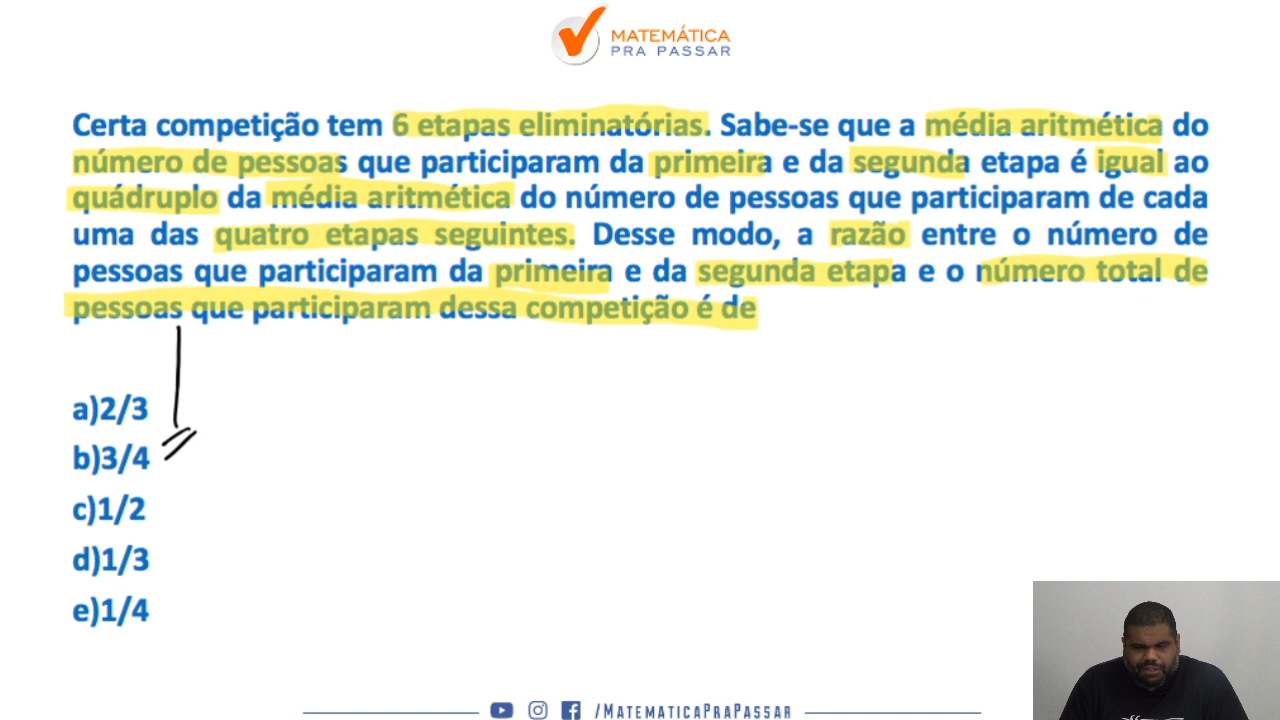 MATEMÁTICA
PRA PASSAR
Certa competição tem 6 etapas eliminatórias. Sabe-se que a média aritmética do
número de pessoas que participaram da primeira e da segunda etapa é igual ao
quádruplo da média aritmética do número de pessoas que participaram de cada
uma das quatro etapas seguintes. Desse modo, a razão entre o número de
pessoas que participaram da primeira e da segunda etapa e o número total de
pessoas que participaram dessa competição é de
a)2/3
b)3/4
c)1/2
d)1/3
e)1/4
/MATEMATICAPRAPASSAR